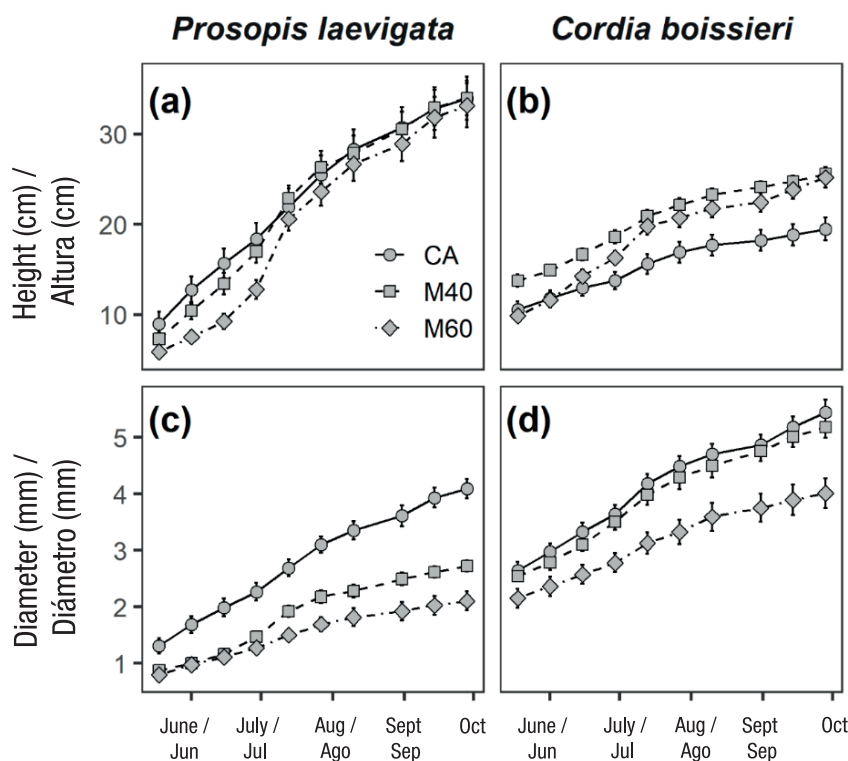 Prosopis laevigata
Cordia boissieri
(a)
(b)
Height (cm) /
Altura (cm)
30
20
10
CA
M40
M60
(c)
(d)
Diameter (mm) /
Diámetro (mm)
5
4
3
2
1
June /
Jun
July /
Jul
Aug /
Ago
Sept
Sep
Oct
June /
Jun
July /
Jul
Aug /
Ago
Sept
Sep
Oct